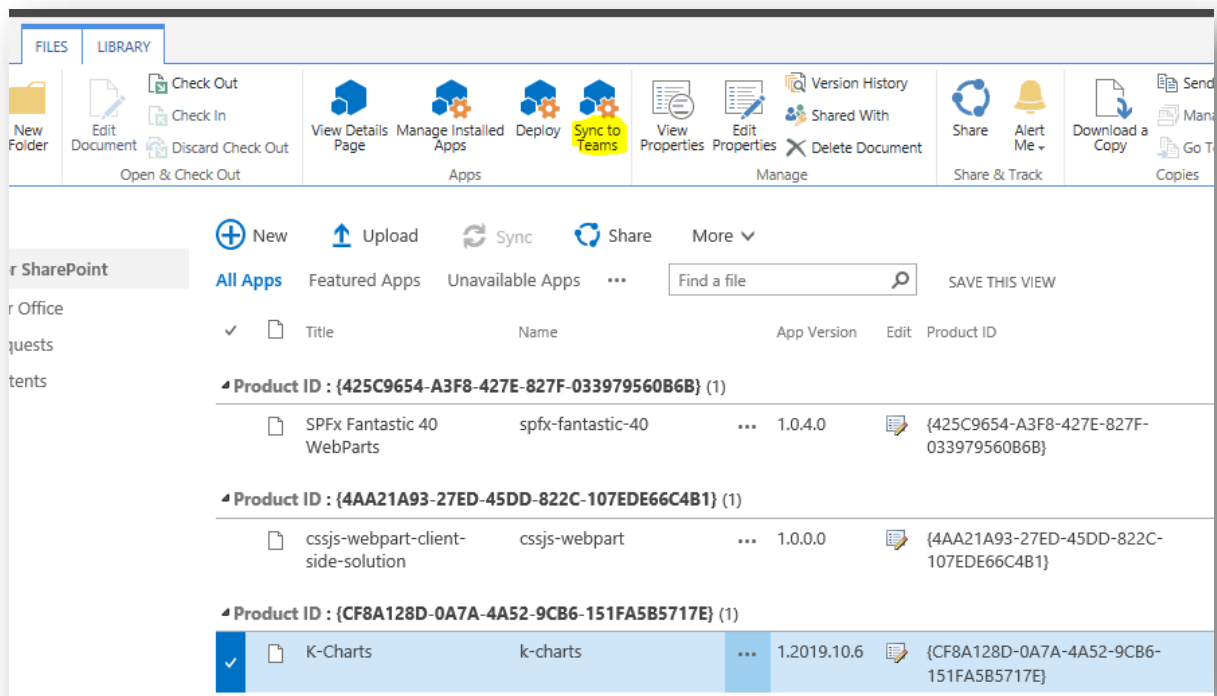 FILES LIBRARY
New Folder
Edit Document
Check Out
Check In
Discard Check Out
Open & Check Out
View Details Page
Manage Installed Apps
Deploy
Sync to Teams
Apps
View Properties
Edit Properties
Version History
Shared With
Delete Document
Manage
Share
Alert Me
Share & Track
Download a Copy
Send
Mana
Go T
Copies
New Upload Sync Share More
r SharePoint
r Office
quests
tents
All Apps Featured Apps Unavailable Apps ... Find a file SAVE THIS VIEW
Title Name App Version Edit Product ID
Product ID : {425C9654-A3F8-427E-827F-033979560B6B} (1)
SPFx Fantastic 40 spfx-fantastic-40 ... 1.0.4.0 {425C9654-A3F8-427E-827F-
WebParts 033979560B6B}
Product ID : {4AA21A93-27ED-45DD-822C-107EDE66C4B1} (1)
cssjs-webpart-client- cssjs-webpart ... 1.0.0.0 {4AA21A93-27ED-45DD-822C-
side-solution 107EDE66C4B1}
Product ID : {CF8A128D-0A7A-4A52-9CB6-151FA5B5717E} (1)
K-Charts k-charts ... 1.2019.10.6 {CF8A128D-0A7A-4A52-9CB6-
151FA5B5717E}